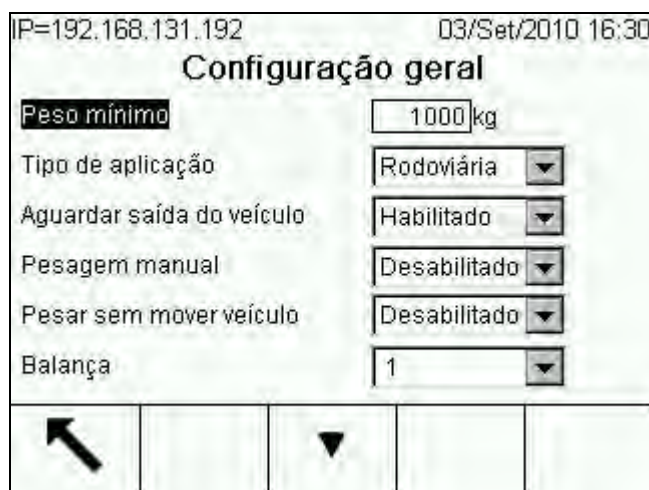 IP=192.168.131.192 03/Set/2010 16:30
Configuração geral
Peso mínimo 1000 kg
Tipo de aplicação Rodoviária
Aguardar saída do veículo Habilitado
Pesagem manual Desabilitado
Pesar sem mover veículo Desabilitado
Balança 1